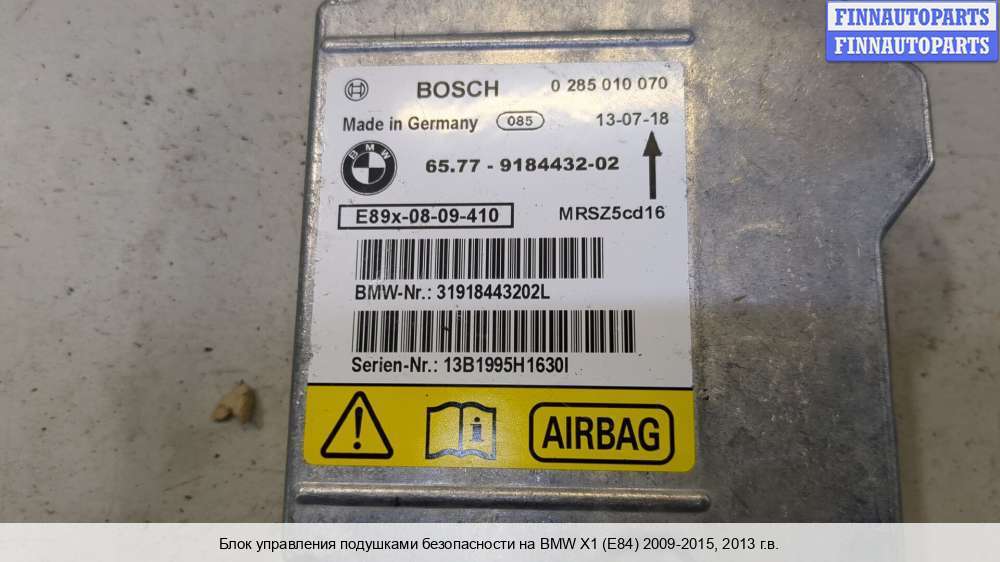 FINNAUTOPARTS
FINNAUTOPARTS
BOSCH 0 285 010 070
Made in Germany 085 13-07-18
BMW 65.77 - 9184432-02
E89x-08-09-410 MRSZ5cd16
BMW-Nr.: 31918443202L
Serien-Nr.: 13B1995H1630I
AIRBAG
Блок управления подушками безопасности на BMW X1 (E84) 2009-2015, 2013 г.в.